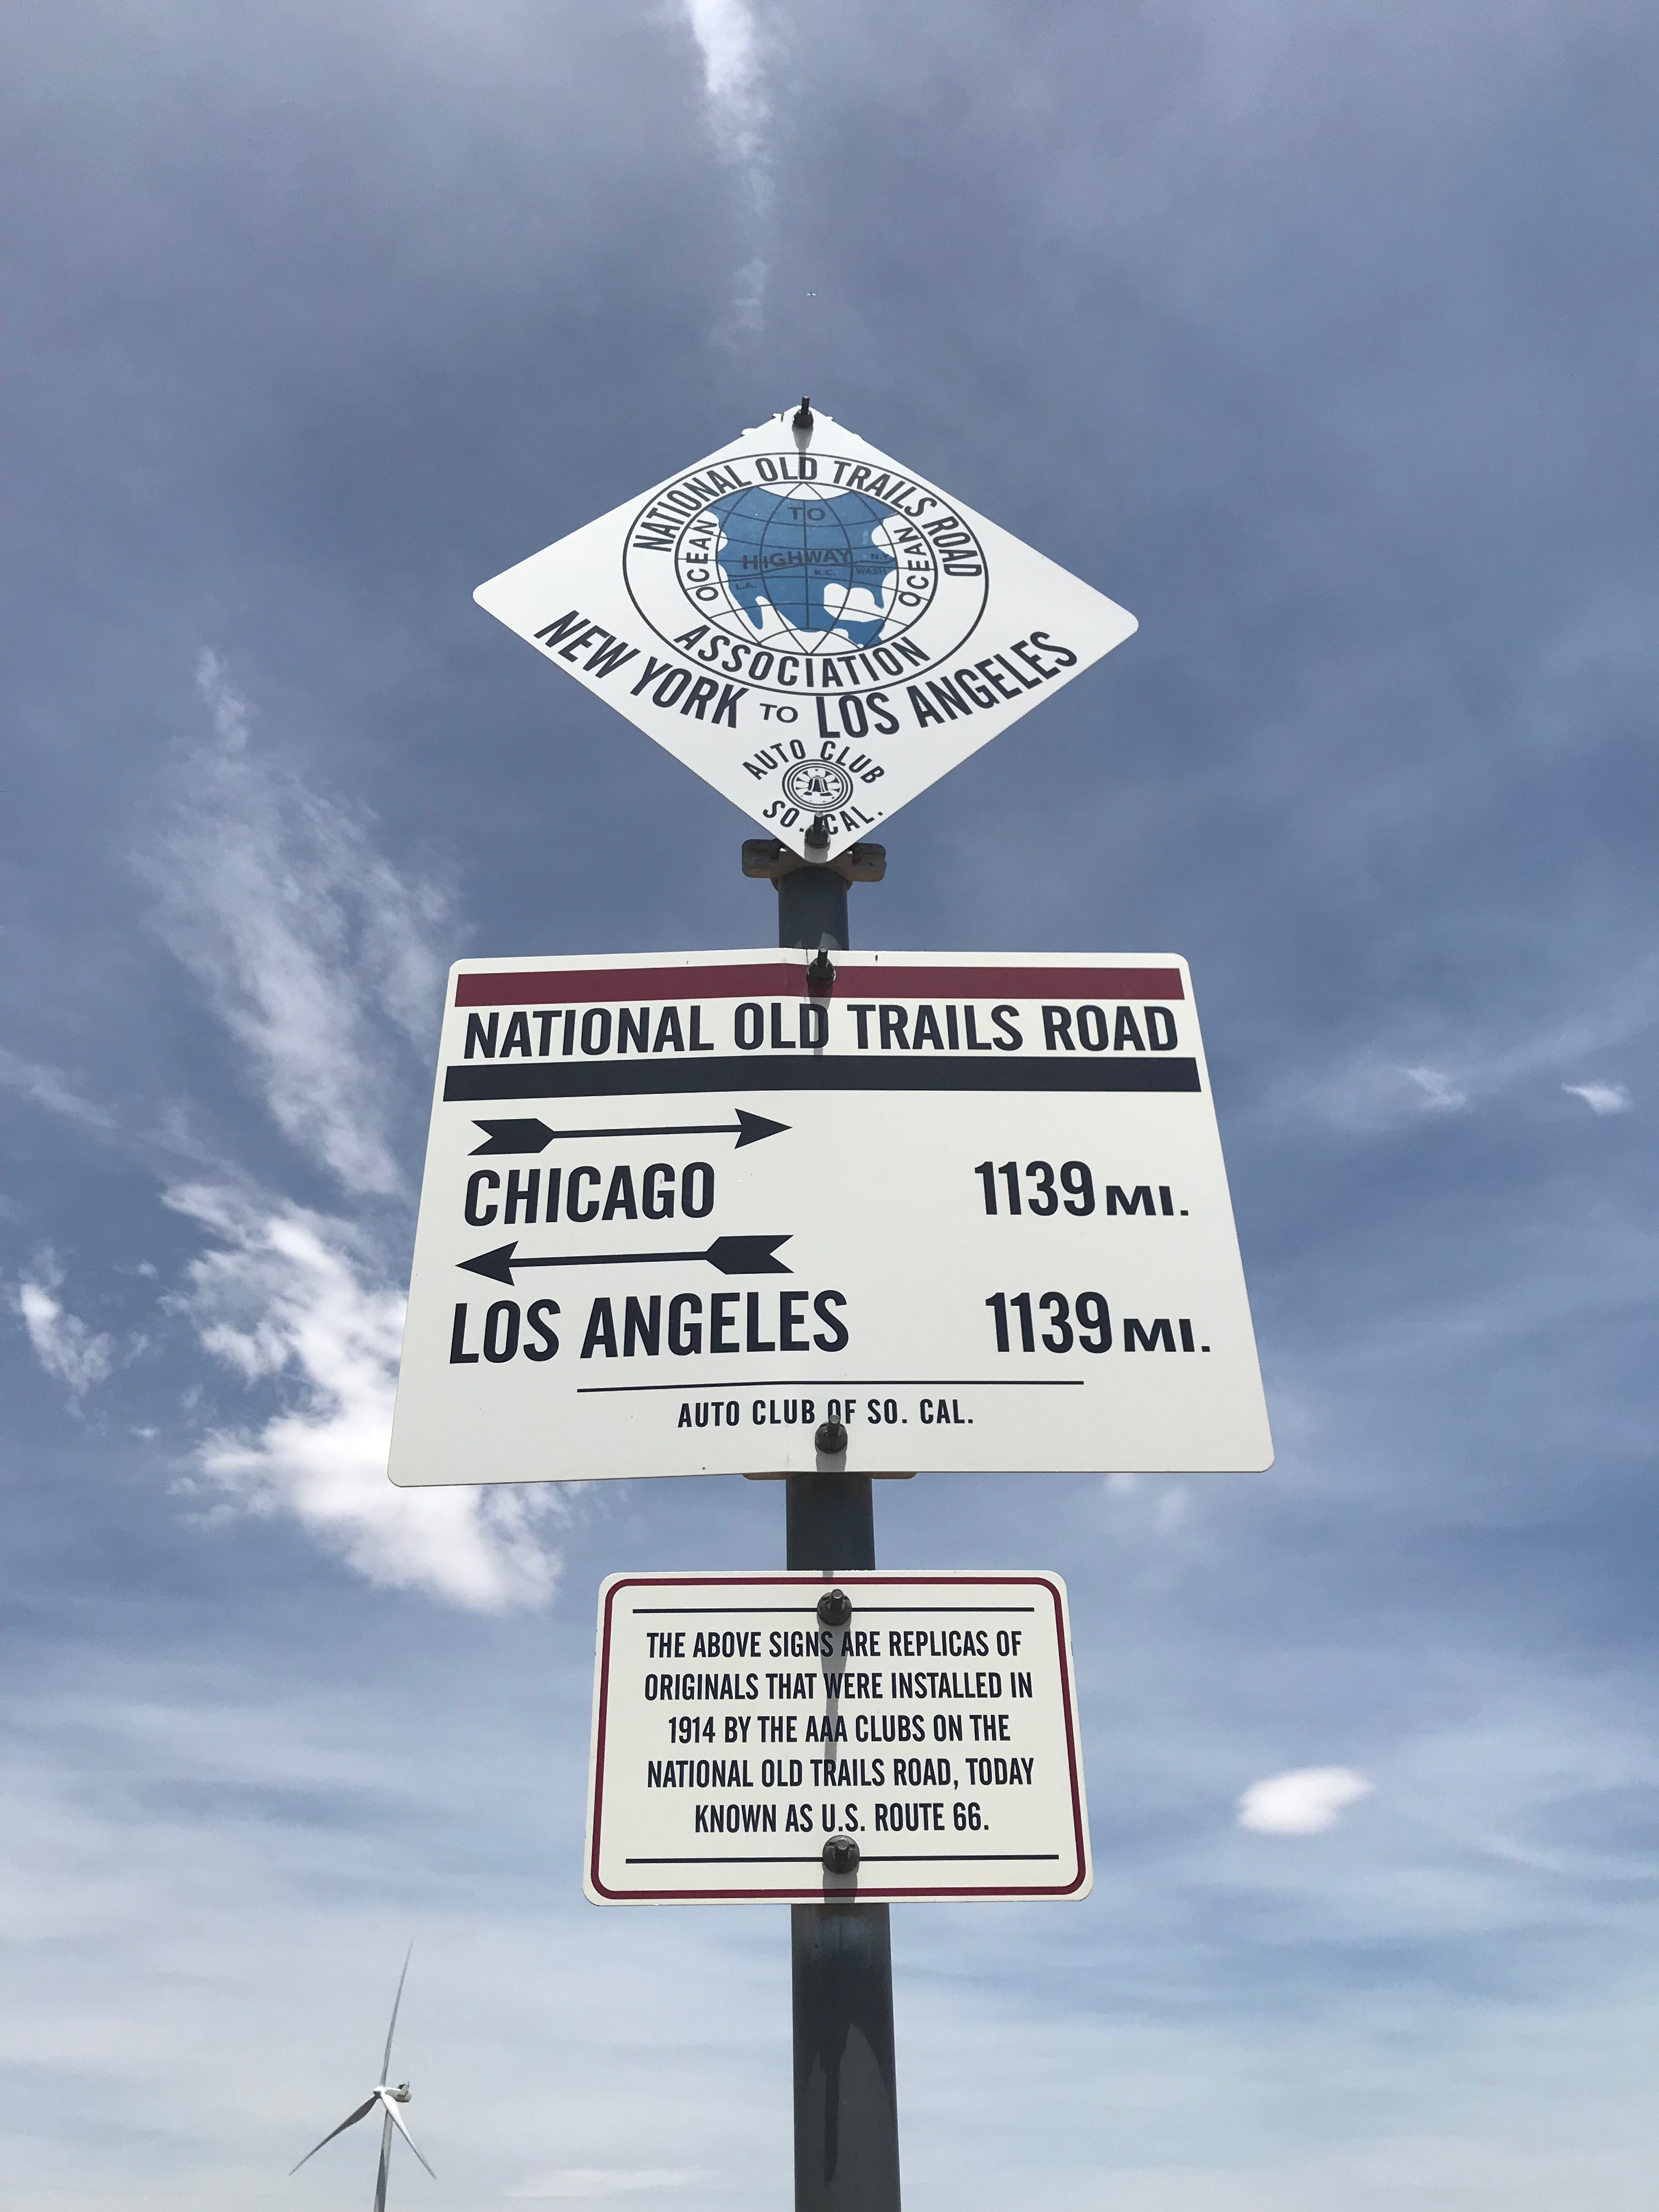 NATIONAL OLD TRAILS ROAD
TO
OCEAN HIGHWAY OCEAN
N.Y.
L.A. K.C. WASH.
ASSOCIATION
NEW YORK TO LOS ANGELES
AUTO CLUB
SO. CAL.
NATIONAL OLD TRAILS ROAD
CHICAGO 1139 MI.
LOS ANGELES 1139 MI.
AUTO CLUB OF SO. CAL.
THE ABOVE SIGNS ARE REPLICAS OF
ORIGINALS THAT WERE INSTALLED IN
1914 BY THE AAA CLUBS ON THE
NATIONAL OLD TRAILS ROAD, TODAY
KNOWN AS U.S. ROUTE 66.